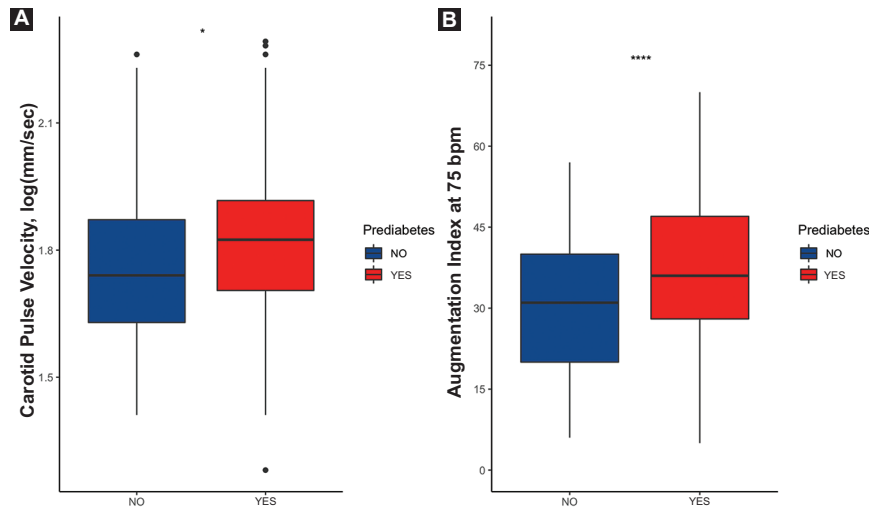 A
*
Carotid Pulse Velocity, log(mm/sec)
2.1
1.8
1.5
NO
YES
Prediabetes
NO
YES
B
****
Augmentation Index at 75 bpm
75
60
45
30
15
0
NO
YES
Prediabetes
NO
YES